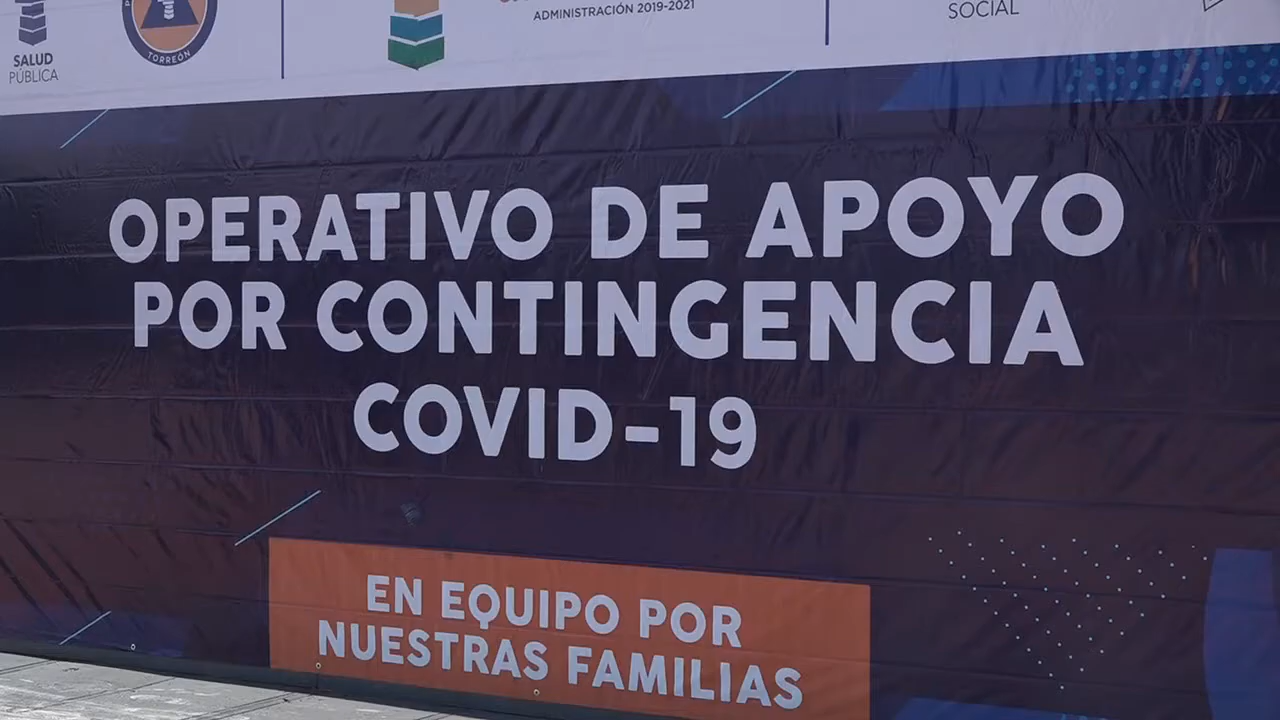 ADMINISTRACIÓN 2019-2021
SOCIAL
SALUD
PÚBLICA
TORREÓN
OPERATIVO DE APOYO
POR CONTINGENCIA
COVID-19
EN EQUIPO POR
NUESTRAS FAMILIAS